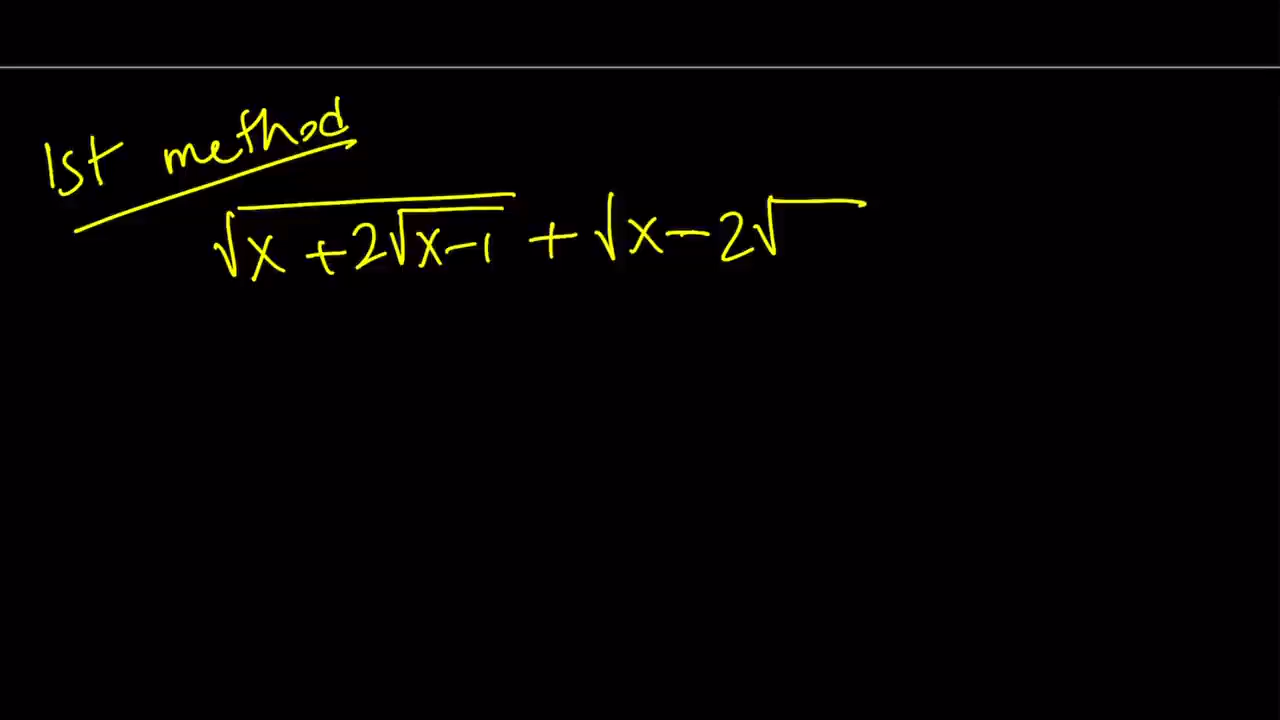 1st method
√(x + 2√(x-1)) + √x - 2√